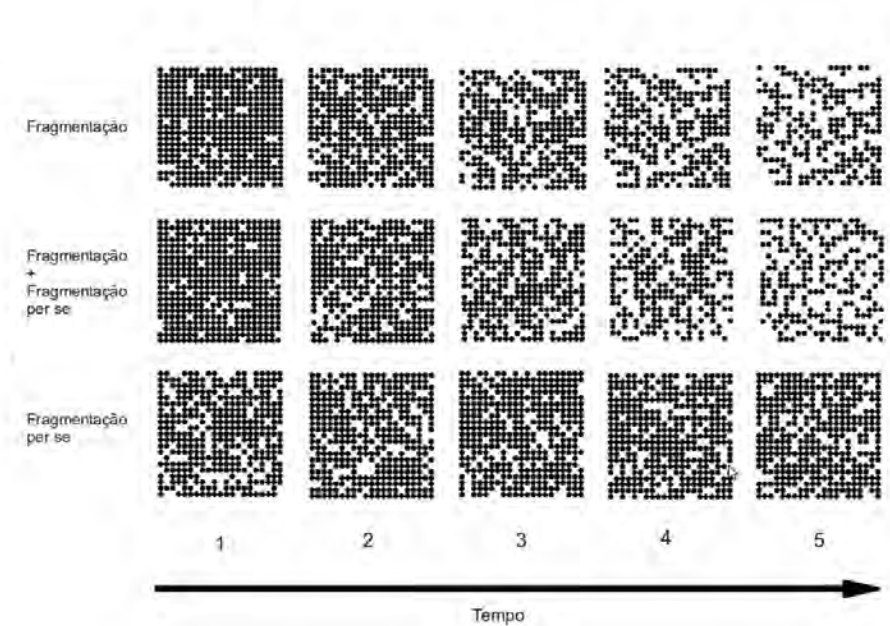 Fragmentação
Fragmentação
+
Fragmentação
per se
Fragmentação
per se
1 2 3 4 5
Tempo